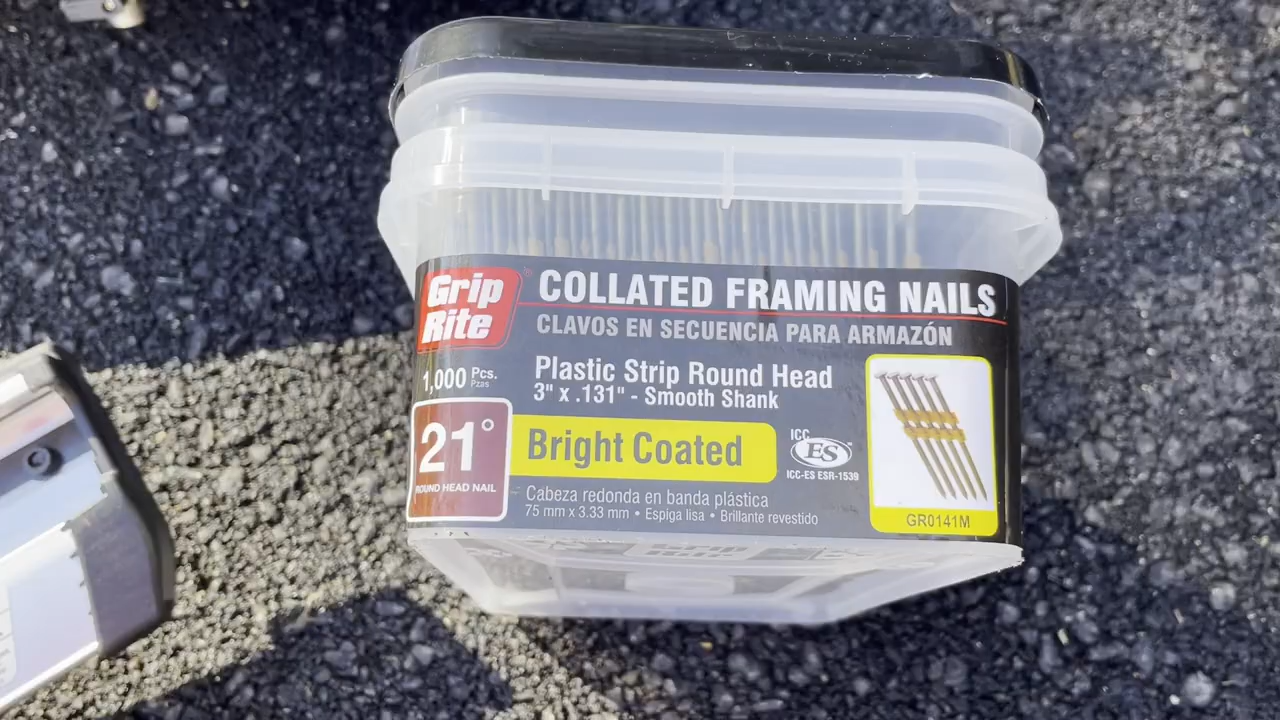 Grip Rite®
COLLATED FRAMING NAILS
CLAVOS EN SECUENCIA PARA ARMAZÓN
1,000 Pcs.
Pzas
Plastic Strip Round Head
3" x .131" - Smooth Shank
21°
ROUND HEAD NAIL
Bright Coated
ICC
ES™
ICC-ES ESR-1539
Cabeza redonda en banda plástica
75 mm x 3.33 mm • Espiga lisa • Brillante revestido
GR0141M